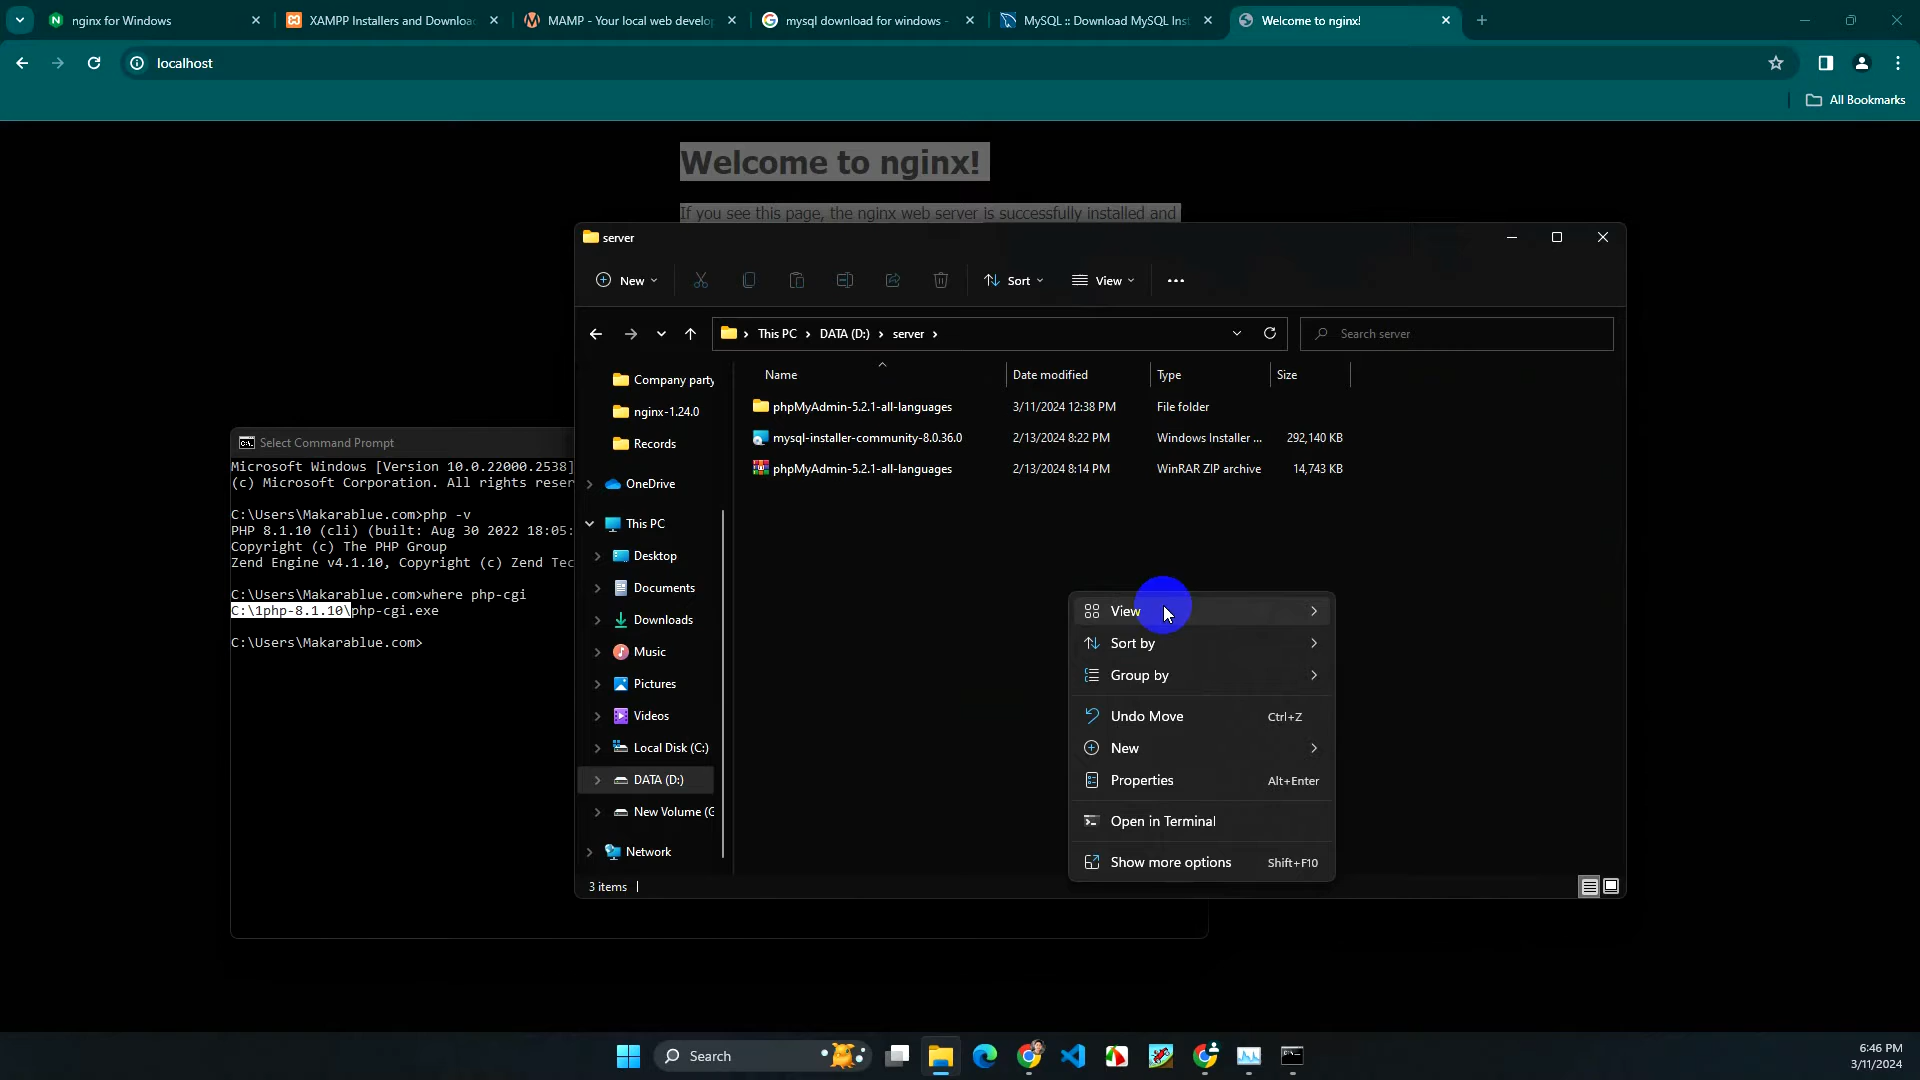 nginx for Windows
XAMPP Installers and Downloa
MAMP - Your local web develo
mysql download for windows -
MySQL :: Download MySQL Inst
Welcome to nginx!
localhost
All Bookmarks
Welcome to nginx!
If you see this page, the nginx web server is successfully installed and
server
New
Sort
View
This PC
DATA (D:)
server
Search server
Name
Date modified
Type
Size
phpMyAdmin-5.2.1-all-languages 3/11/2024 12:38 PM File folder
mysql-installer-community-8.0.36.0 2/13/2024 8:22 PM Windows Installer ... 292,140 KB
phpMyAdmin-5.2.1-all-languages 2/13/2024 8:14 PM WinRAR ZIP archive 14,743 KB
Company party
nginx-1.24.0
Records
OneDrive
This PC
Desktop
Documents
Downloads
Music
Pictures
Videos
Local Disk (C:)
DATA (D:)
New Volume (G
Network
3 items
Select Command Prompt
Microsoft Windows [Version 10.0.22000.2538]
(c) Microsoft Corporation. All rights reser
C:\Users\Makarablue.com>php -v
PHP 8.1.10 (cli) (built: Aug 30 2022 18:05:
Copyright (c) The PHP Group
Zend Engine v4.1.10, Copyright (c) Zend Tec
C:\Users\Makarablue.com>where php-cgi
C:\1php-8.1.10\php-cgi.exe
C:\Users\Makarablue.com>
View
Sort by
Group by
Undo Move Ctrl+Z
New
Properties Alt+Enter
Open in Terminal
Show more options Shift+F10
Search
6:46 PM
3/11/2024